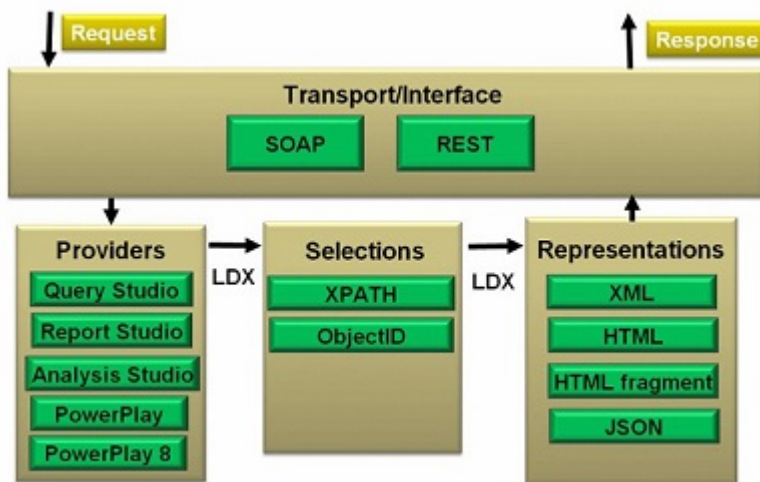 Request
Response
Transport/Interface
SOAP
REST
Providers
Query Studio
Report Studio
Analysis Studio
PowerPlay
PowerPlay 8
LDX
Selections
XPATH
ObjectID
LDX
Representations
XML
HTML
HTML fragment
JSON